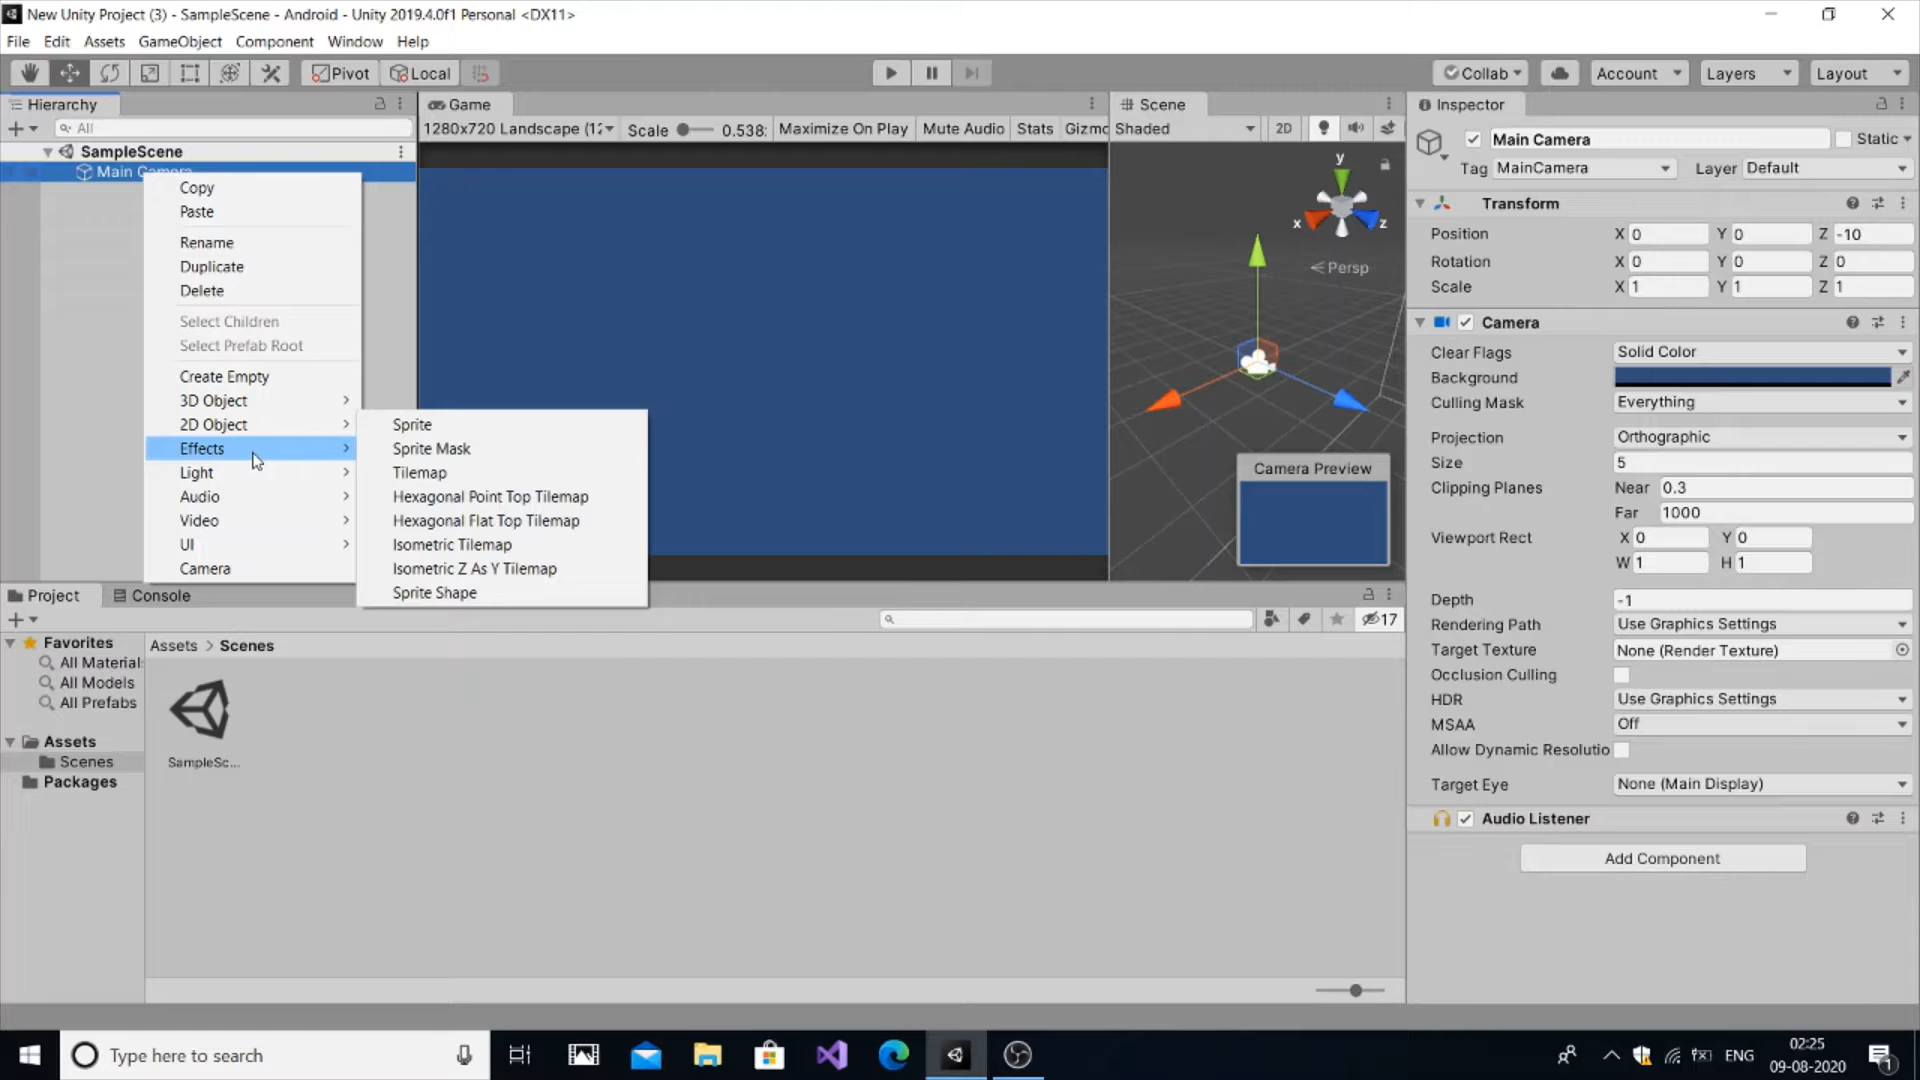 New Unity Project (3) - SampleScene - Android - Unity 2019.4.0f1 Personal <DX11>
File Edit Assets GameObject Component Window Help
Pivot Local Collab Account Layers Layout
Hierarchy
All
SampleScene
Main Camera
Copy
Paste
Rename
Duplicate
Delete
Select Children
Select Prefab Root
Create Empty
3D Object
2D Object
Effects
Light
Audio
Video
UI
Camera
Sprite
Sprite Mask
Tilemap
Hexagonal Point Top Tilemap
Hexagonal Flat Top Tilemap
Isometric Tilemap
Isometric Z As Y Tilemap
Sprite Shape
Game
1280x720 Landscape (1: Scale 0.538: Maximize On Play Mute Audio Stats Gizmo
Scene
Shaded 2D
y
x z
Persp
Camera Preview
Inspector
Main Camera Static
Tag MainCamera Layer Default
Transform
Position X 0 Y 0 Z -10
Rotation X 0 Y 0 Z 0
Scale X 1 Y 1 Z 1
Camera
Clear Flags Solid Color
Background
Culling Mask Everything
Projection Orthographic
Size 5
Clipping Planes Near 0.3
Far 1000
Viewport Rect X 0 Y 0
W 1 H 1
Depth -1
Rendering Path Use Graphics Settings
Target Texture None (Render Texture)
Occlusion Culling
HDR Use Graphics Settings
MSAA Off
Allow Dynamic Resolutio
Target Eye None (Main Display)
Audio Listener
Add Component
Project Console
17
Favorites
All Material
All Models
All Prefabs
Assets
Scenes
Packages
Assets > Scenes
SampleSc...
Type here to search
ENG
02:25
09-08-2020
1